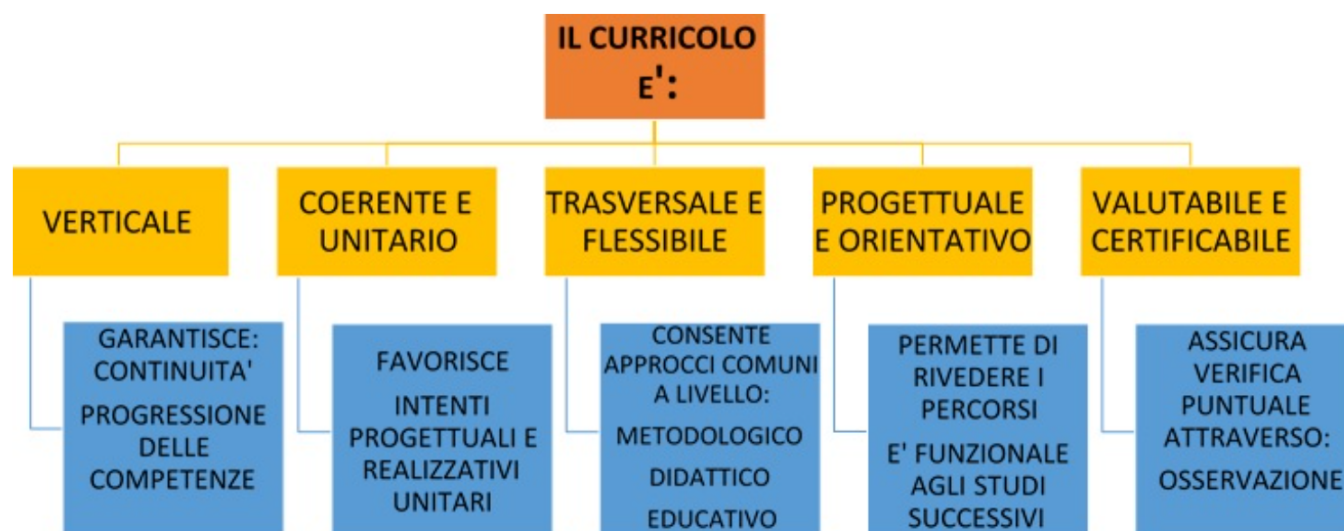 IL CURRICOLO
E':
VERTICALE
GARANTISCE:
CONTINUITA'
PROGRESSIONE
DELLE
COMPETENZE
COERENTE E
UNITARIO
FAVORISCE
INTENTI
PROGETTUALI E
REALIZZATIVI
UNITARI
TRASVERSALE E
FLESSIBILE
CONSENTE
APPROCCI COMUNI
A LIVELLO:
METODOLOGICO
DIDATTICO
EDUCATIVO
PROGETTUALE
E ORIENTATIVO
PERMETTE DI
RIVEDERE I
PERCORSI
E' FUNZIONALE
AGLI STUDI
SUCCESSIVI
VALUTABILE E
CERTIFICABILE
ASSICURA
VERIFICA
PUNTUALE
ATTRAVERSO:
OSSERVAZIONE